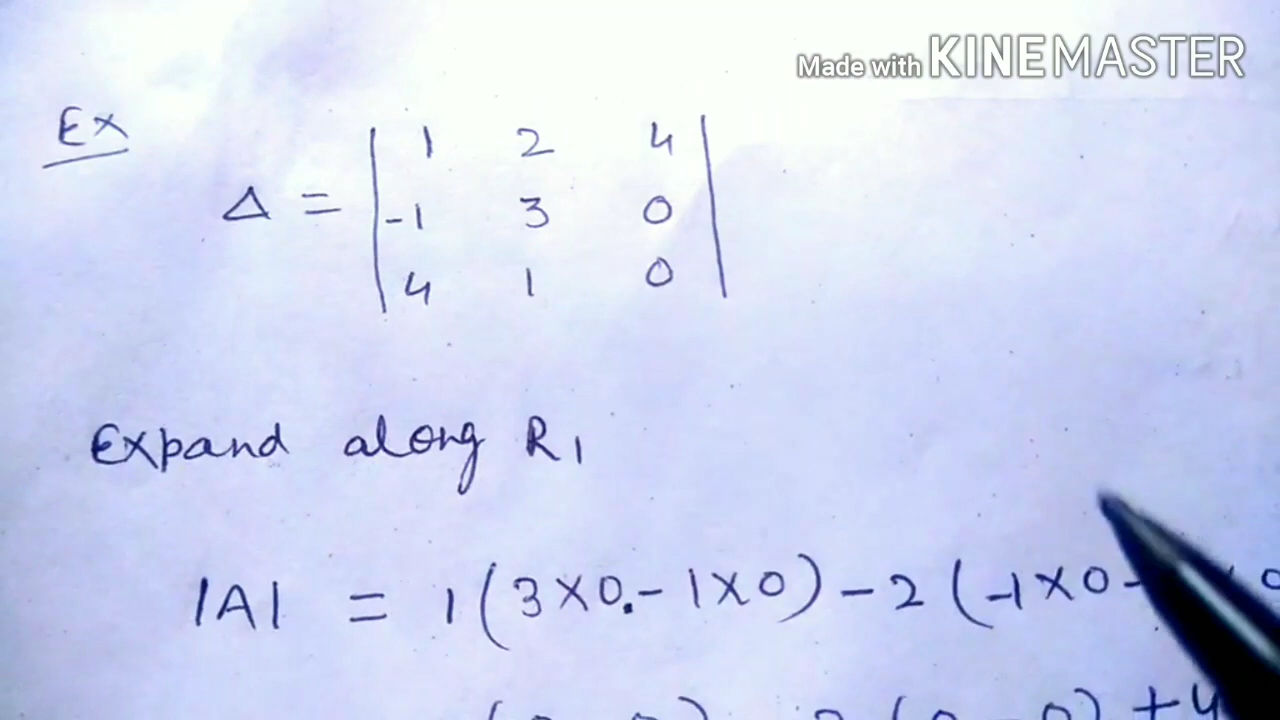 Made with KINEMASTER
Ex
Δ = | 1 2 4 |
| -1 3 0 |
| 4 1 0 |
Expand along R1
|A| = 1(3×0.-1×0)-2(-1×0-
+4